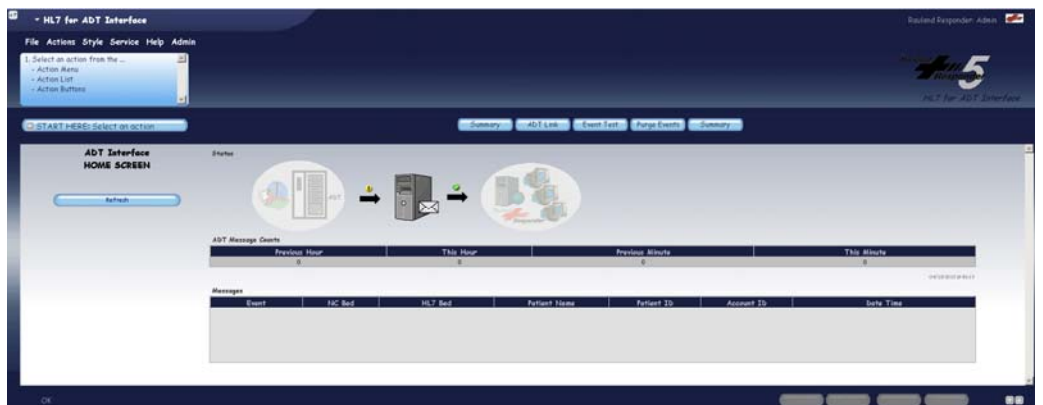 HL7 for ADT Interface
Rauland Responder: Admin
File Actions Style Service Help Admin
1. Select an action from the ...
- Action Menu
- Action List
- Action Buttons
Responder 5
HL7 for ADT Interface
START HERE: Select an action
Summary ADT Link Event Test Purge Events Summary
ADT Interface
HOME SCREEN
Refresh
Status
ADT
Responder
ADT Message Counts
Previous Hour This Hour Previous Minute This Minute
0 0 0 0
Messages
Event NC Bed HL7 Bed Patient Name Patient ID Account ID Date Time
OK